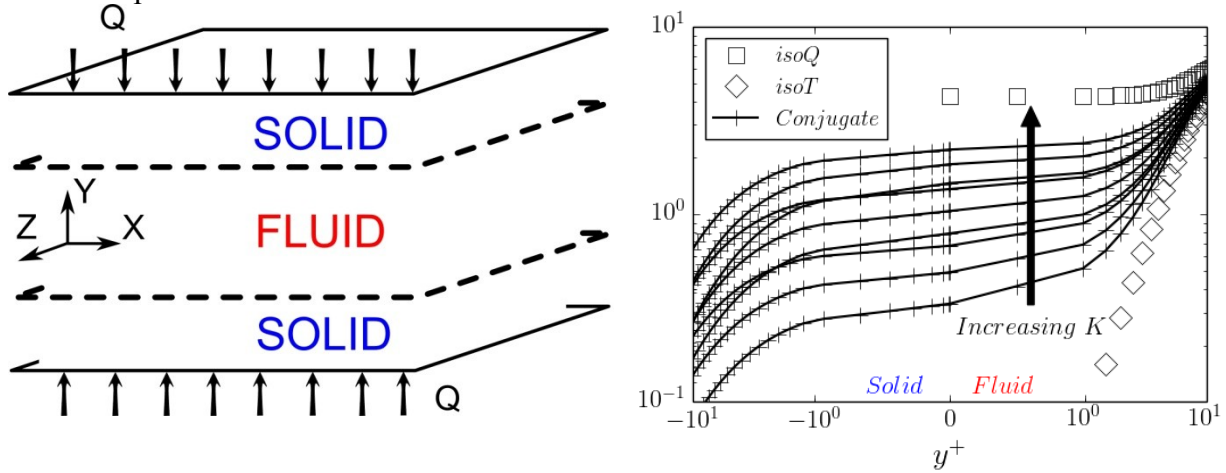 Q
SOLID
Y
Z
X
FLUID
SOLID
Q
10^1
10^0
10^{-1}
isoQ
isoT
Conjugate
Increasing K
Solid
Fluid
-10^1
-10^0
0
10^0
10^1
y^+